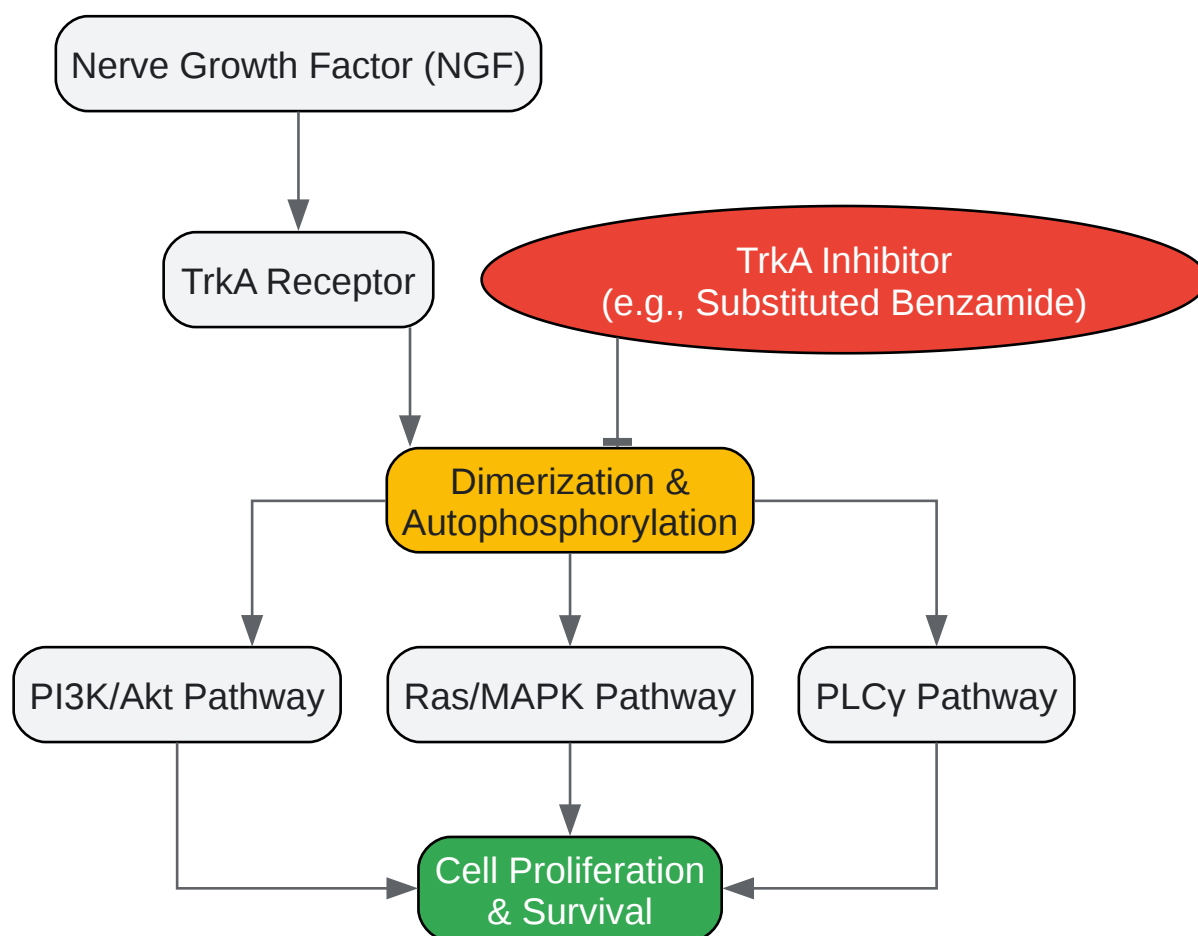 Nerve Growth Factor (NGF)
TrkA Receptor
TrkA Inhibitor
(e.g., Substituted Benzamide)
Dimerization &
Autophosphorylation
PI3K/Akt Pathway
Ras/MAPK Pathway
PLCγ Pathway
Cell Proliferation
& Survival